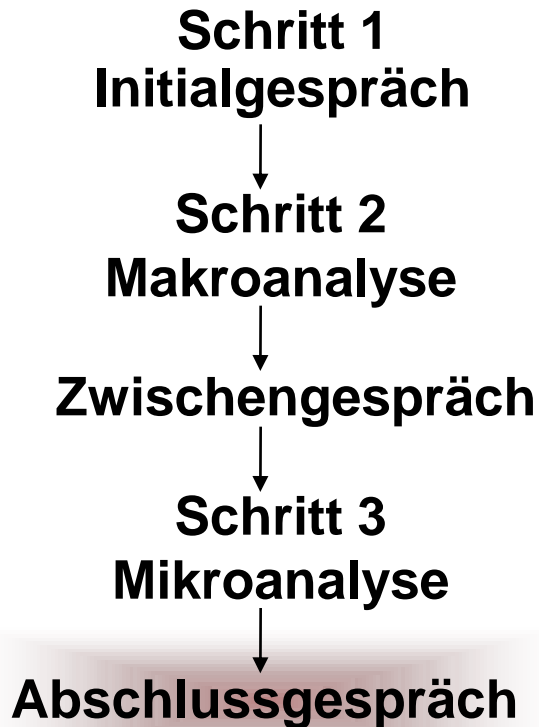 Schritt 1
Initialgespräch
Schritt 2
Makroanalyse
Zwischengespräch
Schritt 3
Mikroanalyse
Abschlussgespräch